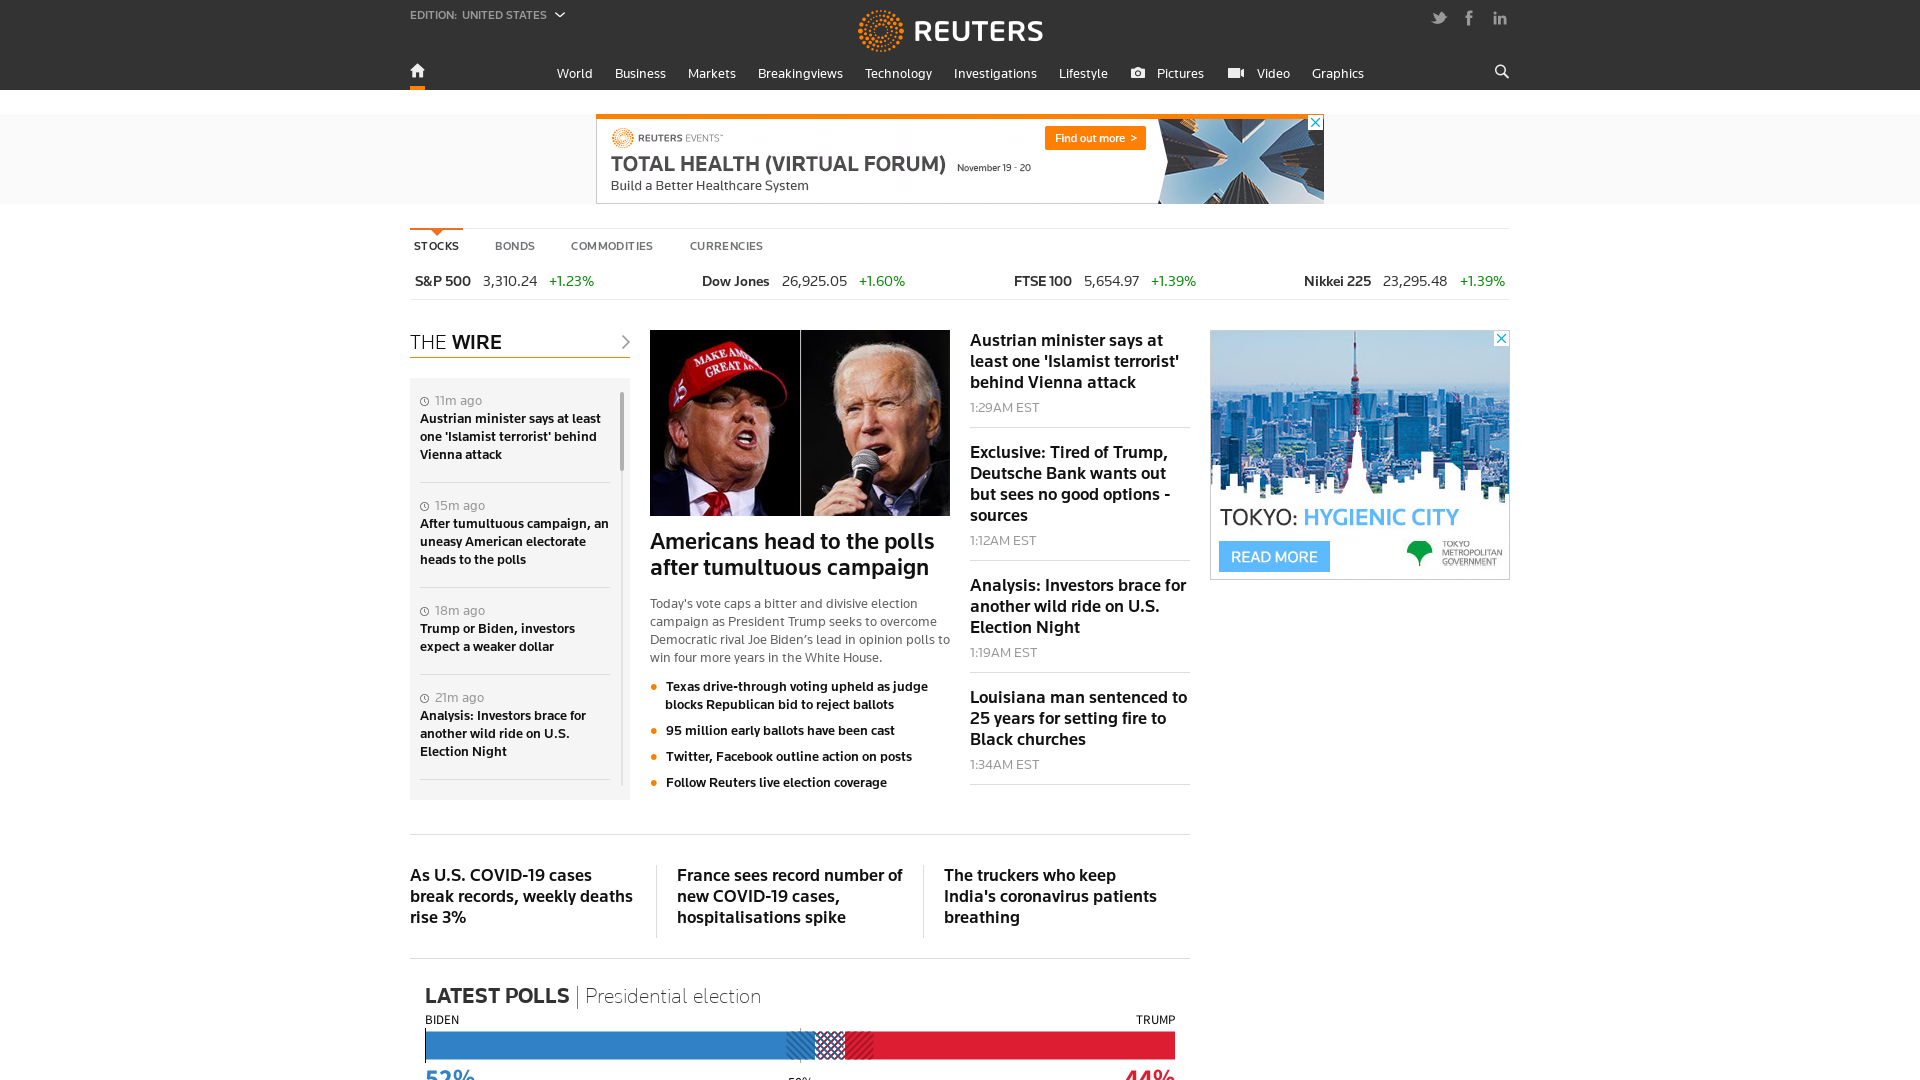 EDITION: UNITED STATES
REUTERS
World Business Markets Breakingviews Technology Investigations Lifestyle Pictures Video Graphics
REUTERS EVENTS™
Find out more >
TOTAL HEALTH (VIRTUAL FORUM) November 19 - 20
Build a Better Healthcare System
STOCKS BONDS COMMODITIES CURRENCIES
S&P 500 3,310.24 +1.23% Dow Jones 26,925.05 +1.60% FTSE 100 5,654.97 +1.39% Nikkei 225 23,295.48 +1.39%
THE WIRE
11m ago
Austrian minister says at least
one 'Islamist terrorist' behind
Vienna attack
15m ago
After tumultuous campaign, an
uneasy American electorate
heads to the polls
18m ago
Trump or Biden, investors
expect a weaker dollar
21m ago
Analysis: Investors brace for
another wild ride on U.S.
Election Night
MAKE AME
GREAT AG
Americans head to the polls
after tumultuous campaign
Today's vote caps a bitter and divisive election
campaign as President Trump seeks to overcome
Democratic rival Joe Biden’s lead in opinion polls to
win four more years in the White House.
Texas drive-through voting upheld as judge
blocks Republican bid to reject ballots
95 million early ballots have been cast
Twitter, Facebook outline action on posts
Follow Reuters live election coverage
Austrian minister says at
least one 'Islamist terrorist'
behind Vienna attack
1:29AM EST
Exclusive: Tired of Trump,
Deutsche Bank wants out
but sees no good options -
sources
1:12AM EST
Analysis: Investors brace for
another wild ride on U.S.
Election Night
1:19AM EST
Louisiana man sentenced to
25 years for setting fire to
Black churches
1:34AM EST
TOKYO: HYGIENIC CITY
READ MORE
TOKYO
METROPOLITAN
GOVERNMENT
As U.S. COVID-19 cases
break records, weekly deaths
rise 3%
France sees record number of
new COVID-19 cases,
hospitalisations spike
The truckers who keep
India's coronavirus patients
breathing
LATEST POLLS | Presidential election
BIDEN TRUMP
52% 50% 44%